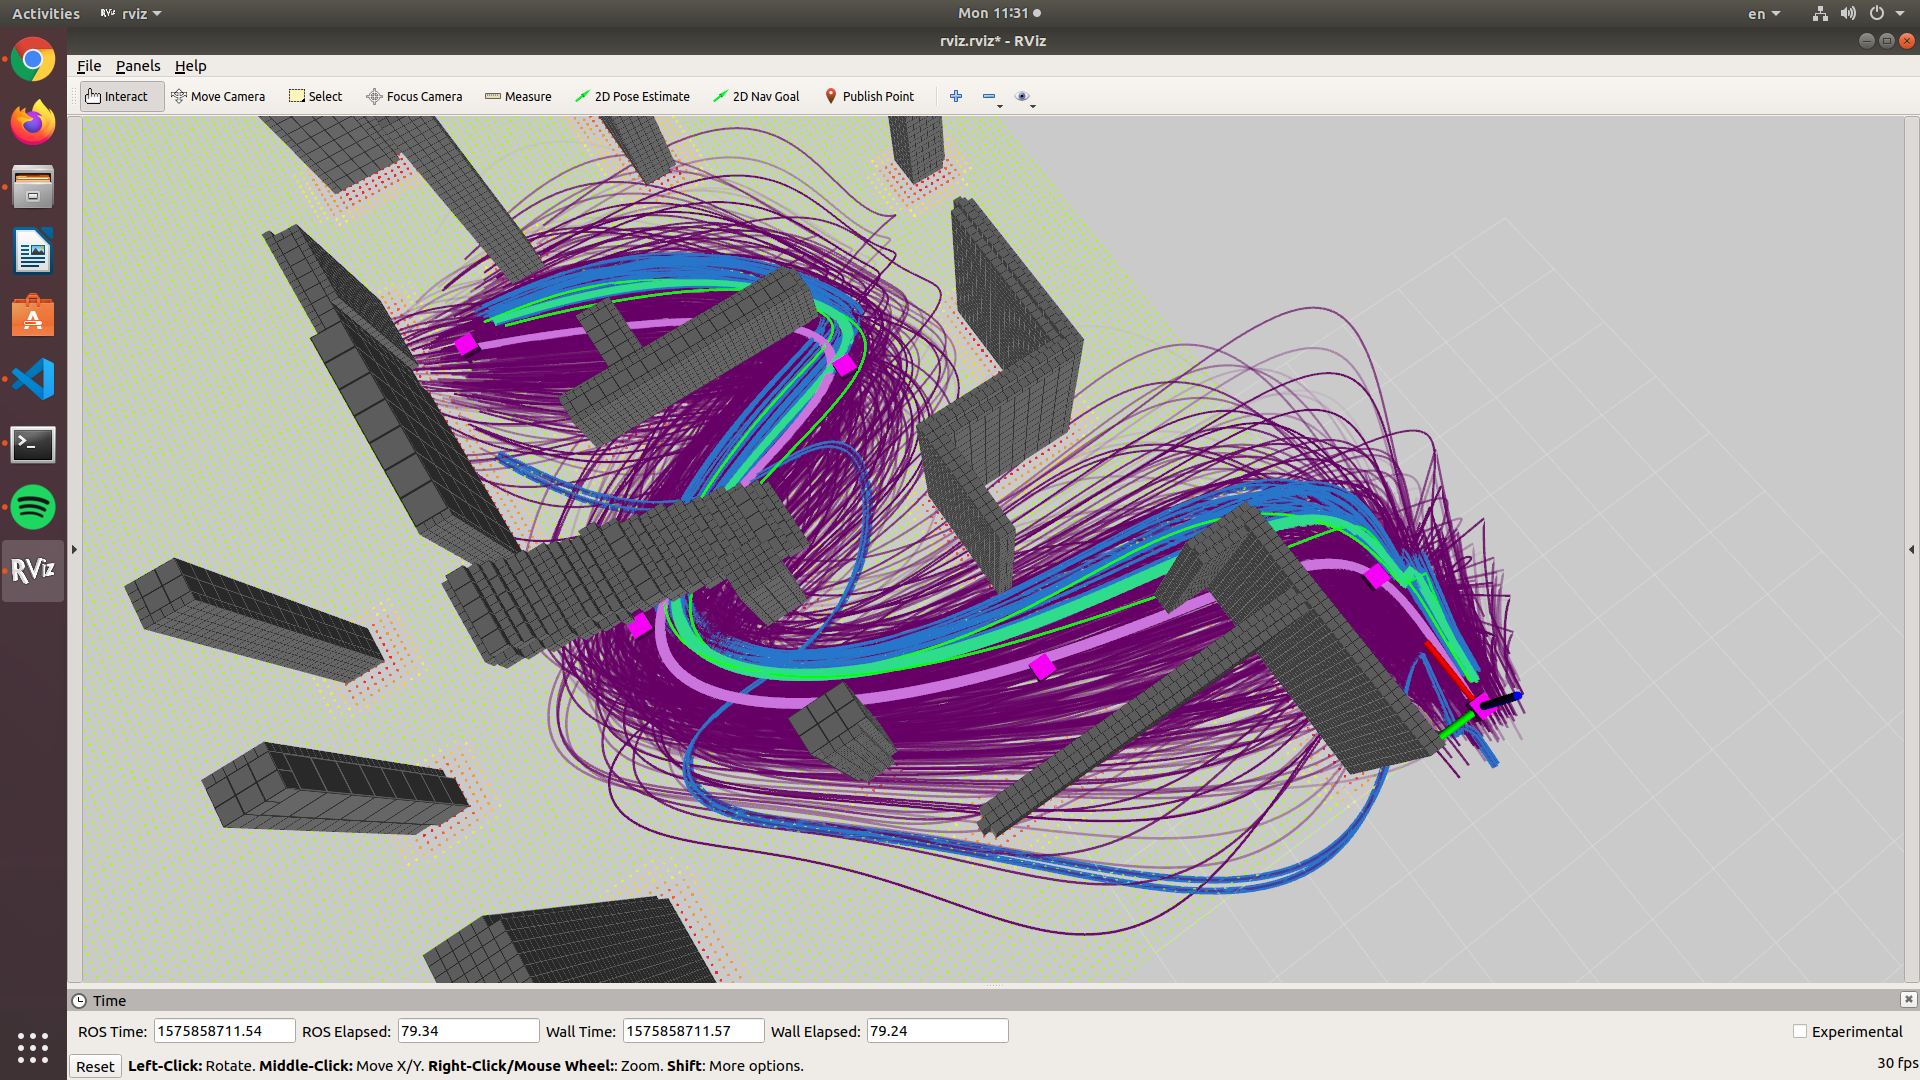 Activities RViz rviz Mon 11:31 en
rviz.rviz* - RViz
File Panels Help
Interact Move Camera Select Focus Camera Measure 2D Pose Estimate 2D Nav Goal Publish Point
RViz
Time
ROS Time: 1575858711.54 ROS Elapsed: 79.34 Wall Time: 1575858711.57 Wall Elapsed: 79.24 Experimental
Reset Left-Click: Rotate. Middle-Click: Move X/Y. Right-Click/Mouse Wheel:: Zoom. Shift: More options. 30 fps